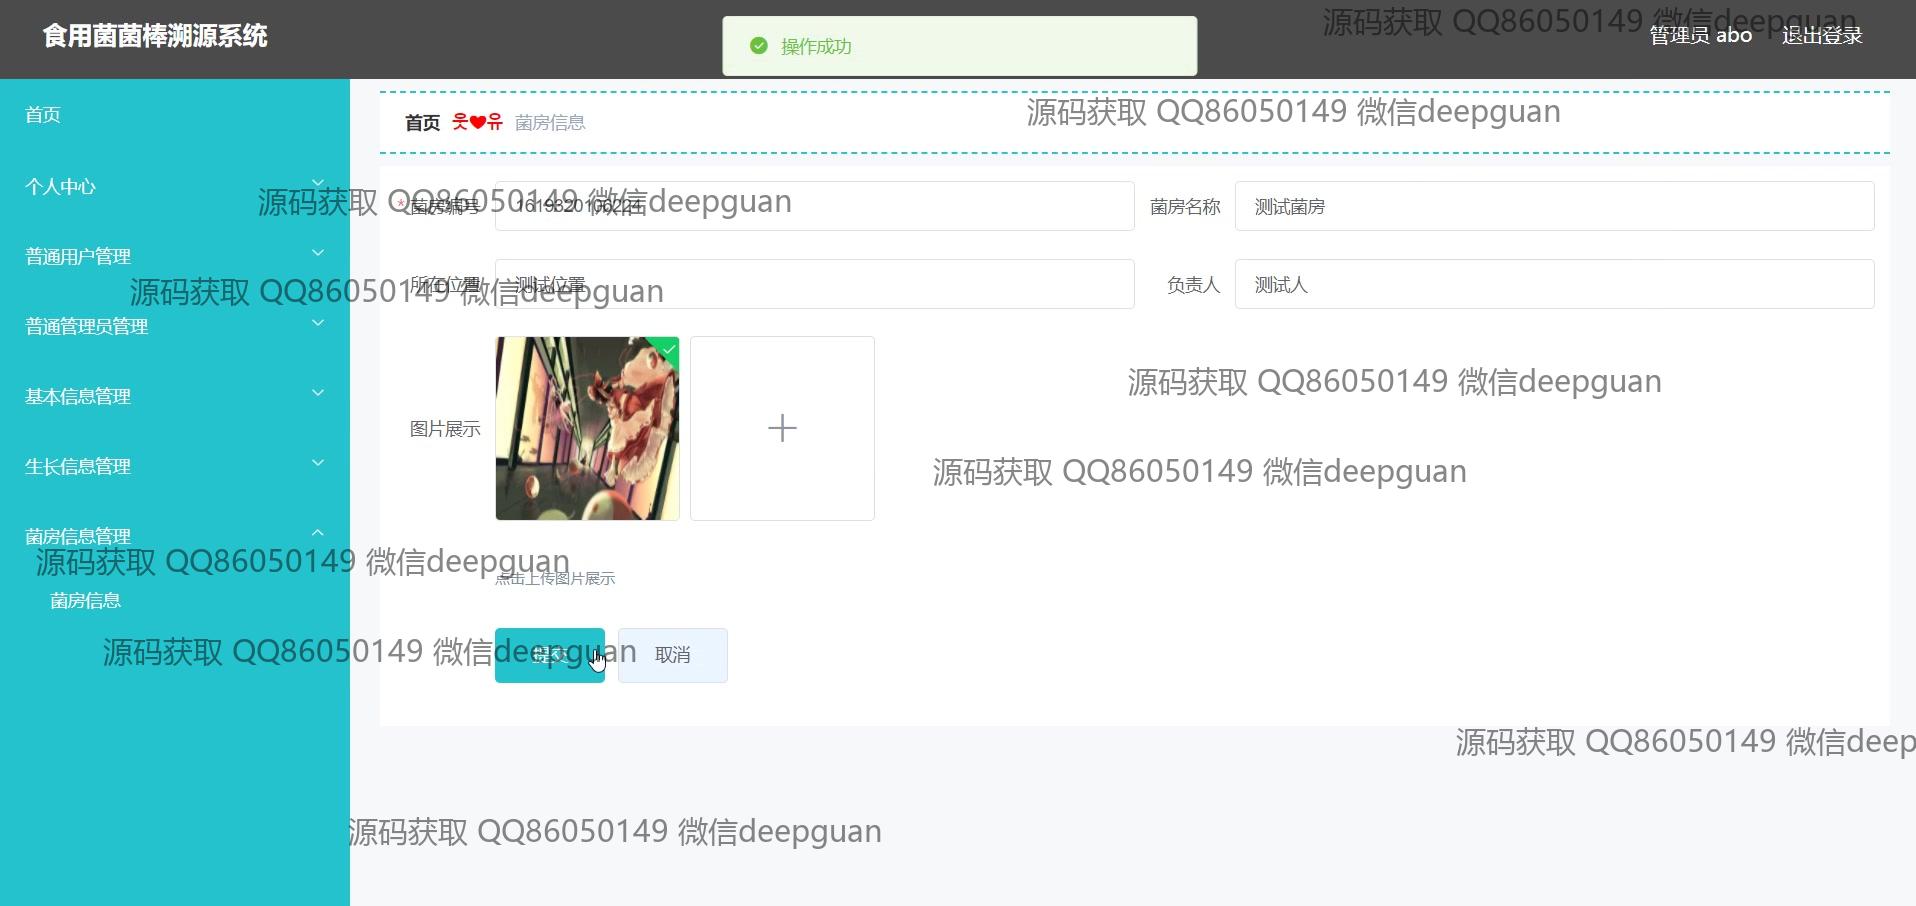 食用菌菌棒溯源系统
操作成功
源码获取 QQ86050149 微信deepguan
管理员 abo 退出登录
首页
首页 웃❤유 菌房信息
源码获取 QQ86050149 微信deepguan
个人中心
源码获取 QQ86050149 微信deepguan
* 菌房编号 1619320106224
菌房名称 测试菌房
普通用户管理
源码获取 QQ86050149 微信deepguan
所在位置 测试位置
负责人 测试人
普通管理员管理
基本信息管理
源码获取 QQ86050149 微信deepguan
图片展示
生长信息管理
源码获取 QQ86050149 微信deepguan
菌房信息管理
源码获取 QQ86050149 微信deepguan
点击上传图片展示
菌房信息
源码获取 QQ86050149 微信deepguan
提交
取消
源码获取 QQ86050149 微信deep
源码获取 QQ86050149 微信deepguan